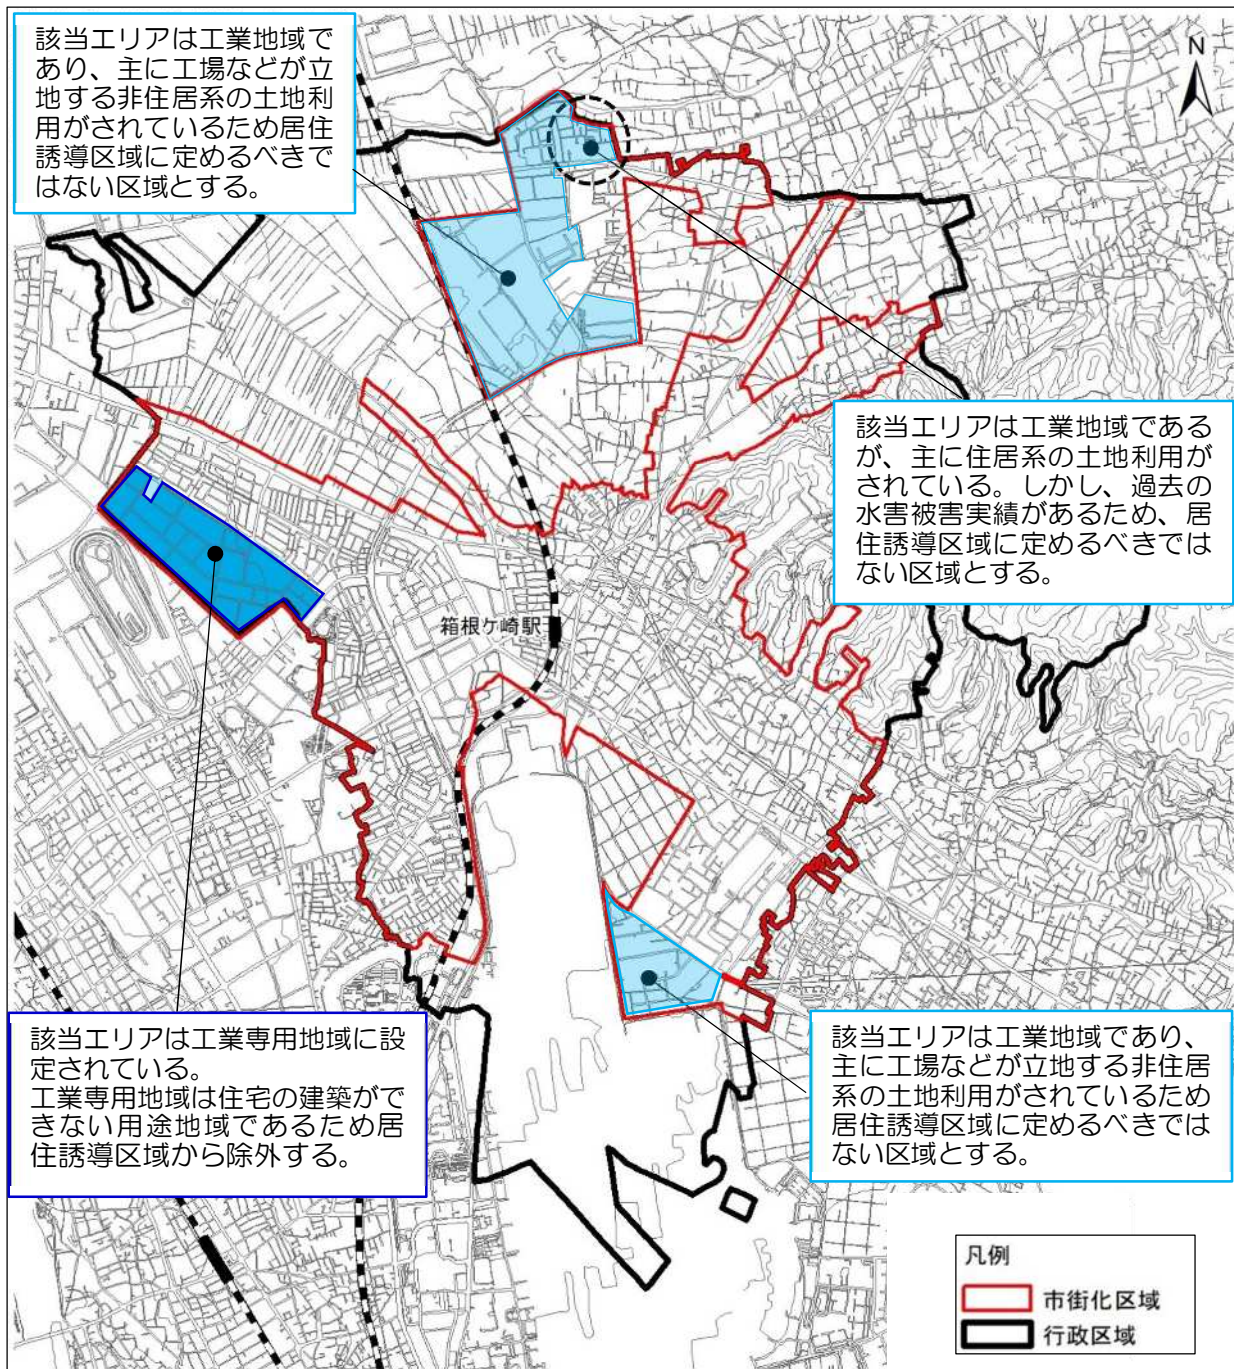 該当エリアは工業地域で
あり、主に工場などが立
地する非住居系の土地利
用がされているため居住
誘導区域に定めるべきで
はない区域とする。
N
該当エリアは工業地域である
が、主に住居系の土地利用が
されている。しかし、過去の
水害被害実績があるため、居
住誘導区域に定めるべきでは
ない区域とする。
箱根ケ崎駅
該当エリアは工業専用地域に設
定されている。
工業専用地域は住宅の建築がで
きない用途地域であるため居
住誘導区域から除外する。
該当エリアは工業地域であり、
主に工場などが立地する非住居
系の土地利用がされているため
居住誘導区域に定めるべきでは
ない区域とする。
凡例
市街化区域
行政区域